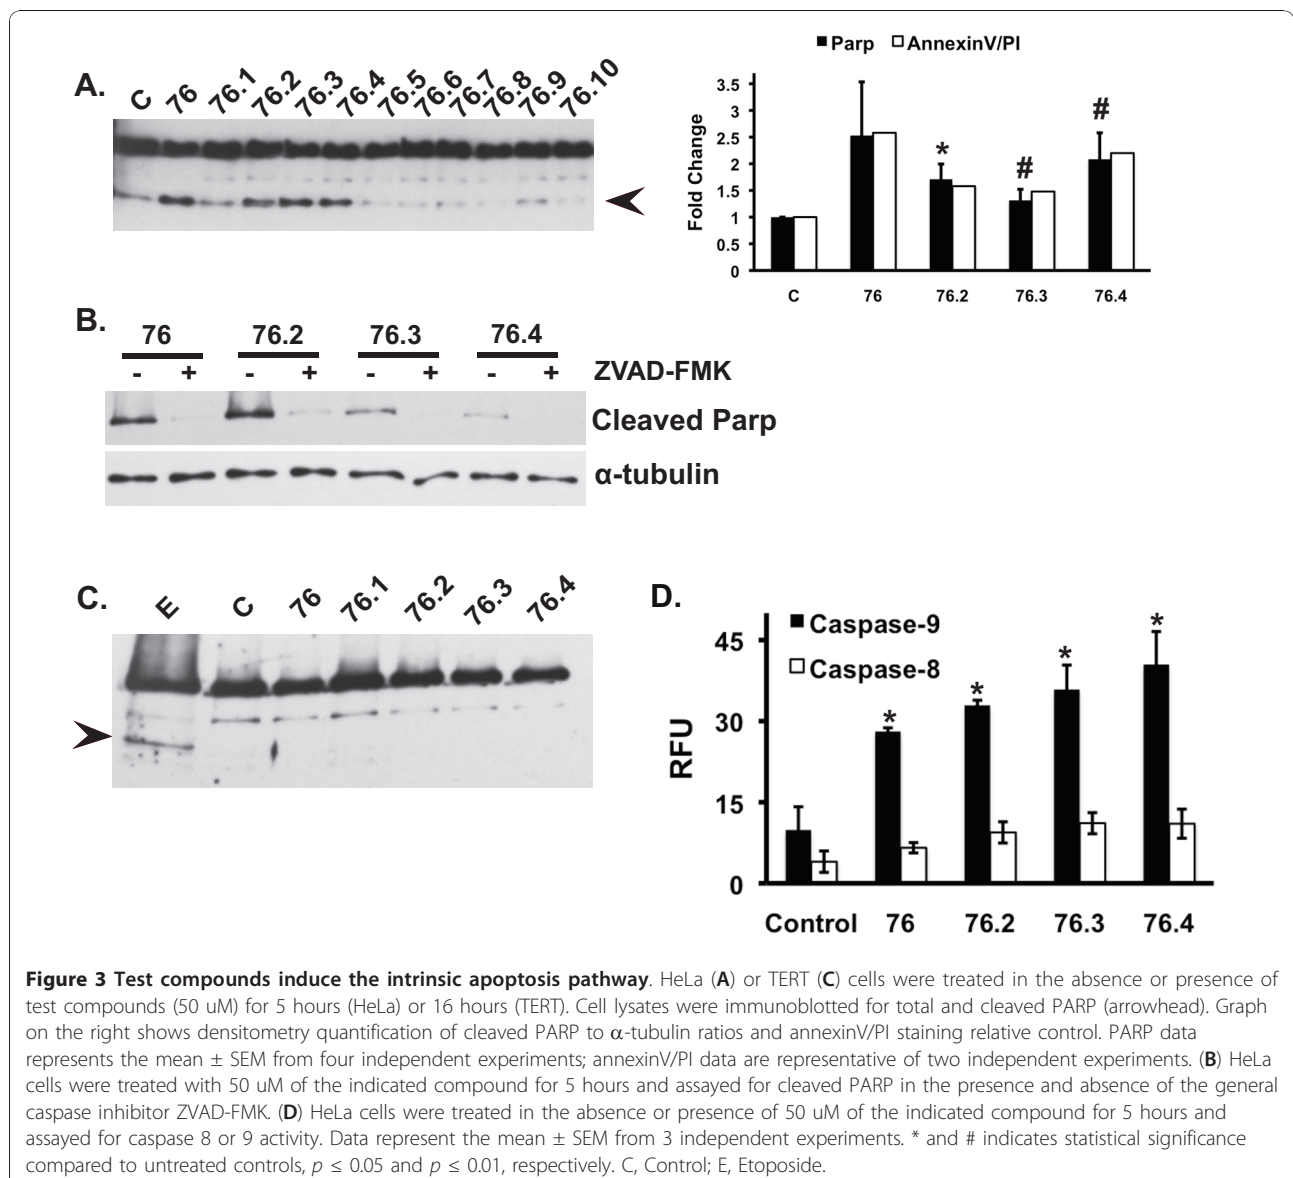 A.
C 76 76.1 76.2 76.3 76.4 76.5 76.6 76.7 76.8 76.9 76.10
Parp AnnexinV/PI
Fold Change
3.5
3
2.5
2
1.5
1
0.5
0
* # #
C 76 76.2 76.3 76.4
B.
76 76.2 76.3 76.4
- + - + - + - + ZVAD-FMK
Cleaved Parp
α-tubulin
C.
E C 76 76.1 76.2 76.3 76.4
D.
Caspase-9
Caspase-8
RFU
45
30
15
0
* * * *
Control 76 76.2 76.3 76.4
Figure 3 Test compounds induce the intrinsic apoptosis pathway. HeLa (A) or TERT (C) cells were treated in the absence or presence of
test compounds (50 uM) for 5 hours (HeLa) or 16 hours (TERT). Cell lysates were immunoblotted for total and cleaved PARP (arrowhead). Graph
on the right shows densitometry quantification of cleaved PARP to α-tubulin ratios and annexinV/PI staining relative control. PARP data
represents the mean ± SEM from four independent experiments; annexinV/PI data are representative of two independent experiments. (B) HeLa
cells were treated with 50 uM of the indicated compound for 5 hours and assayed for cleaved PARP in the presence and absence of the general
caspase inhibitor ZVAD-FMK. (D) HeLa cells were treated in the absence or presence of 50 uM of the indicated compound for 5 hours and
assayed for caspase 8 or 9 activity. Data represent the mean ± SEM from 3 independent experiments. * and # indicates statistical significance
compared to untreated controls, p ≤ 0.05 and p ≤ 0.01, respectively. C, Control; E, Etoposide.